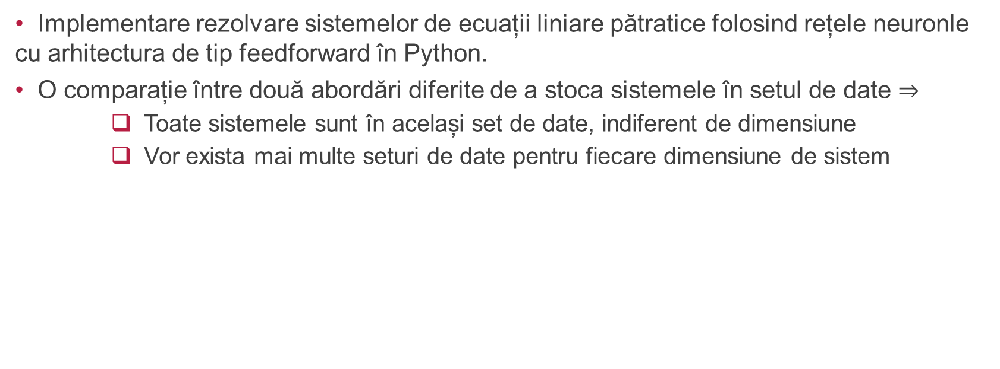 • Implementare rezolvare sistemelor de ecuații liniare pătratice folosind rețele neuronle
cu arhitectura de tip feedforward în Python.
• O comparație între două abordări diferite de a stoca sistemele în setul de date ⇒
❑ Toate sistemele sunt în același set de date, indiferent de dimensiune
❑ Vor exista mai multe seturi de date pentru fiecare dimensiune de sistem